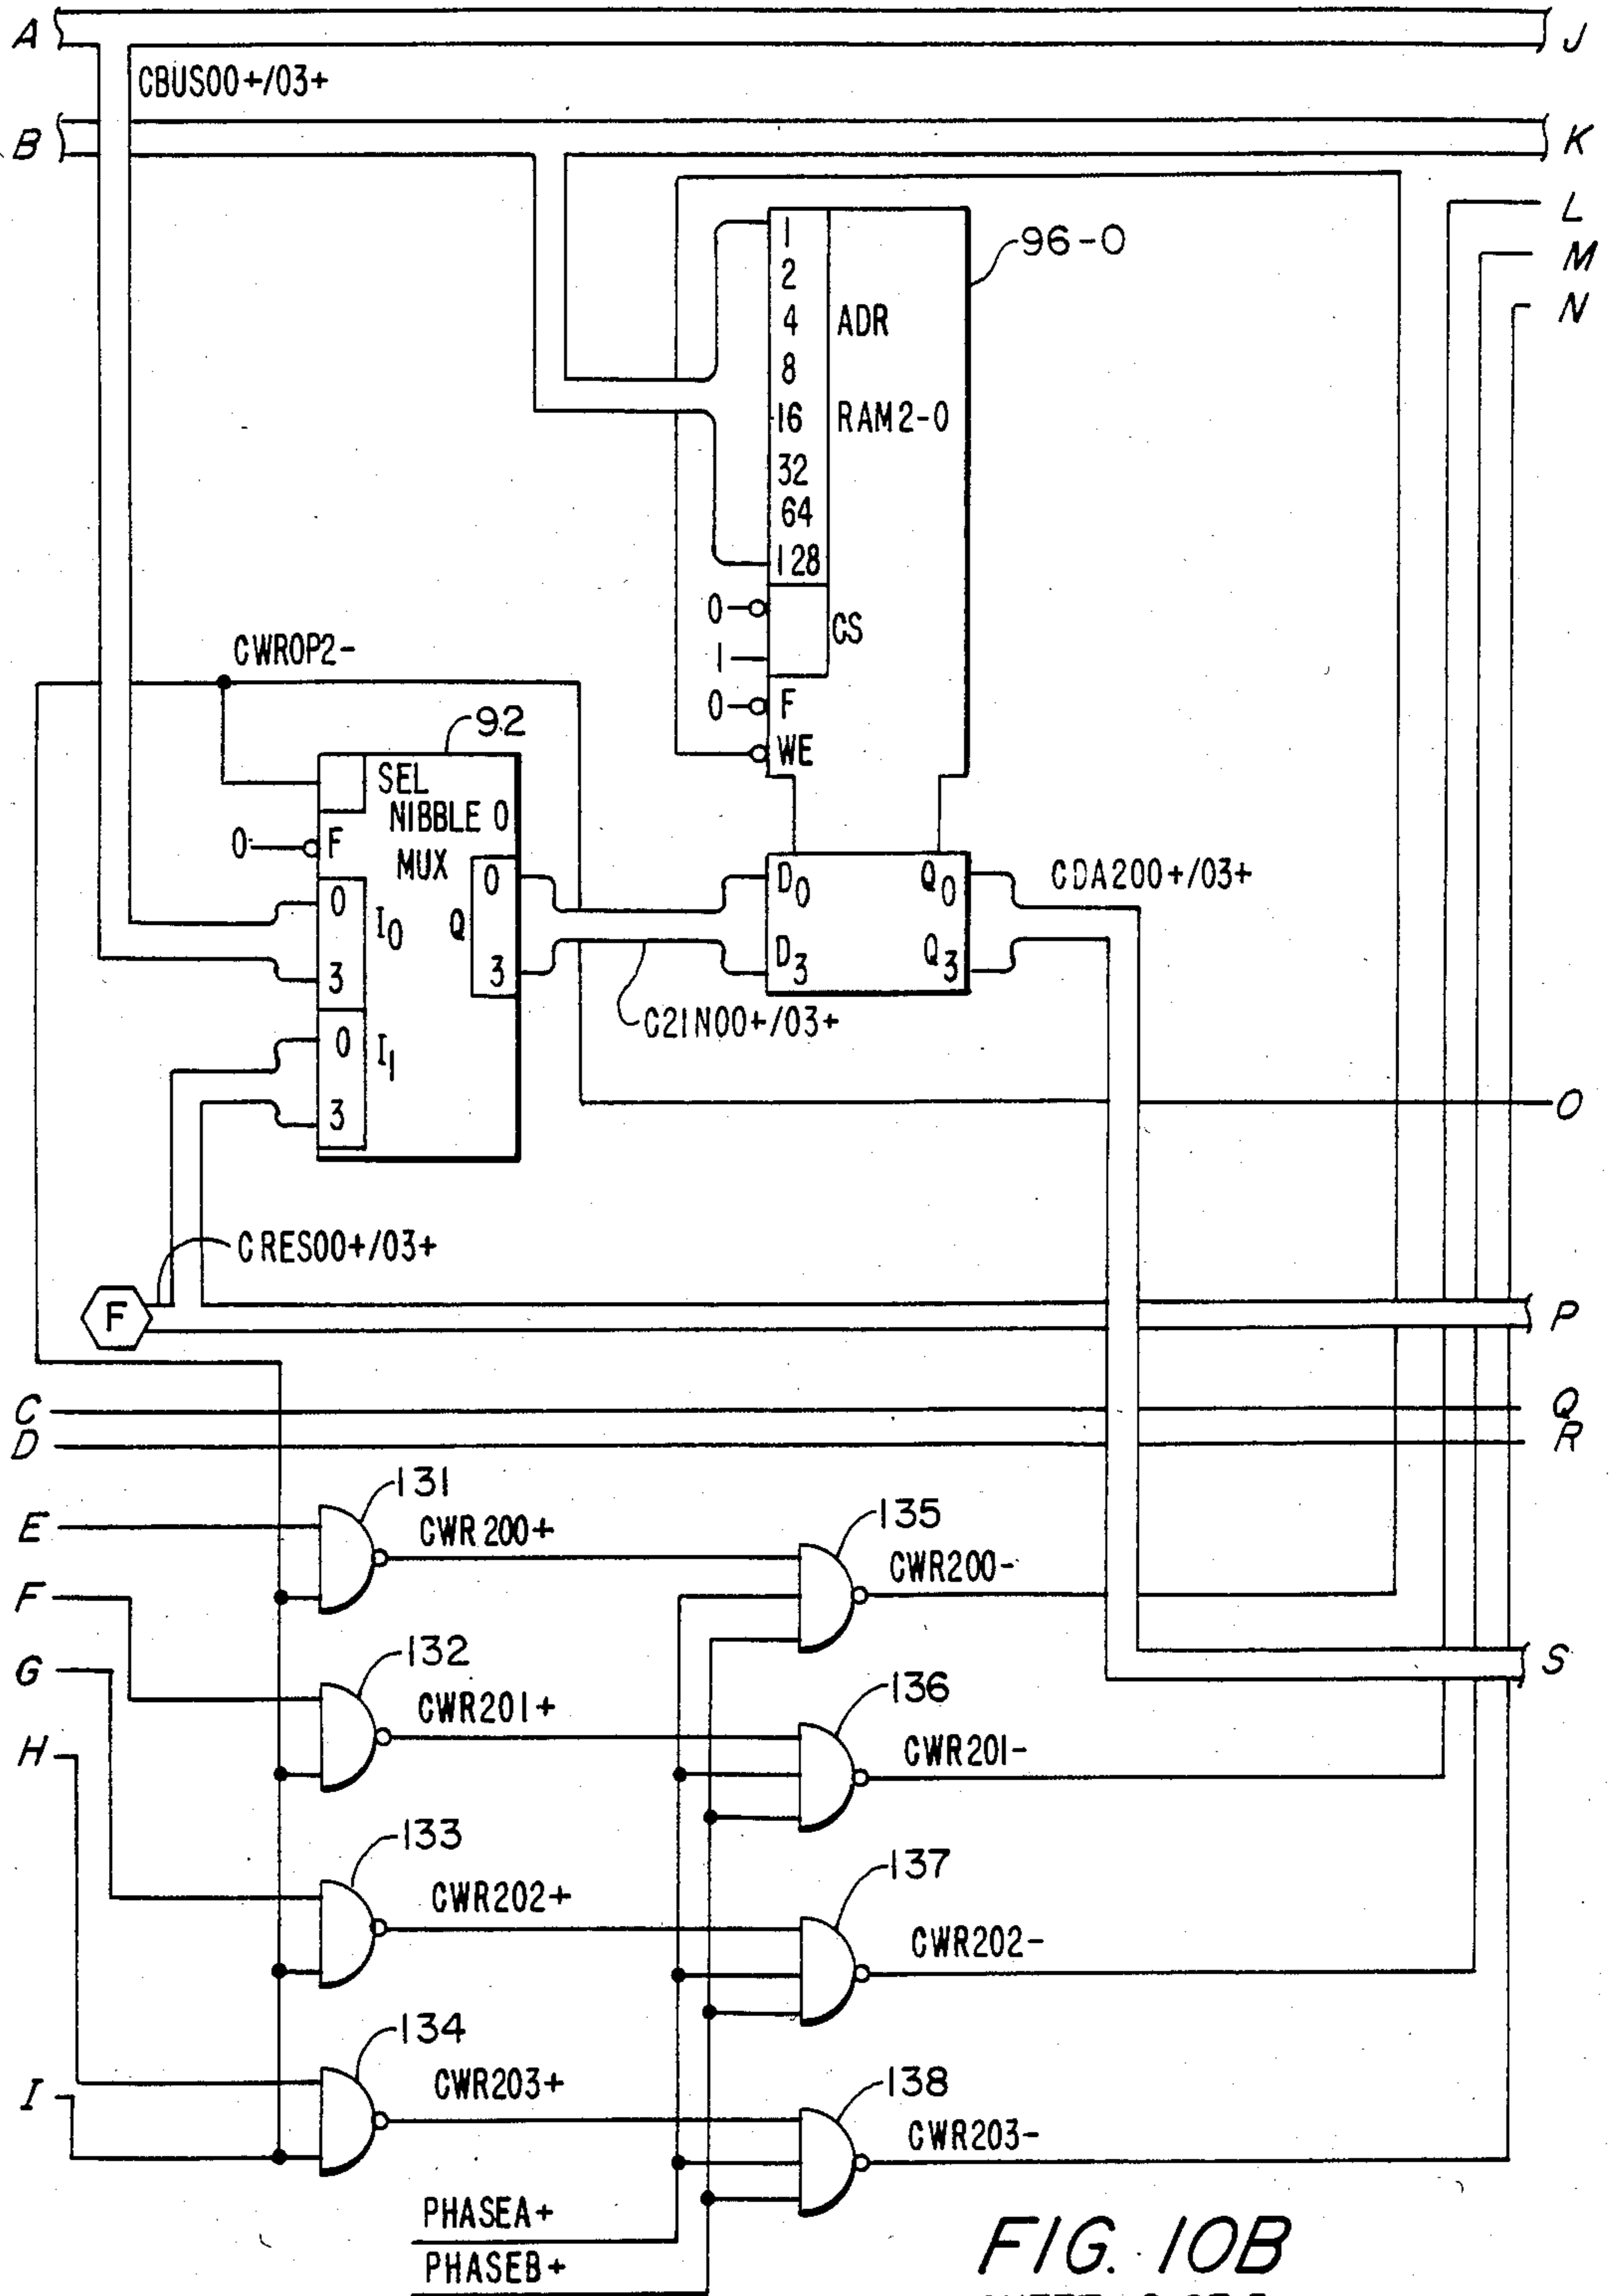 A
J
CBUS00+/03+
B
K
L
M
N
96-0
1
2
4
8
16
32
64
128
ADR
RAM2-0
0
CS
1
0
F
WE
CWROP2-
92
SEL
NIBBLE 0
MUX
0
F
0
I0
3
0
I1
3
Q
0
3
D0
Q0
D3
Q3
CDA200+/03+
C2IN00+/03+
O
CRES00+/03+
F
P
C
Q
D
R
E
131
CWR200+
135
CWR200-
F
132
CWR201+
G
S
136
CWR201-
H
133
CWR202+
137
CWR202-
134
CWR203+
I
138
CWR203-
PHASEA+
PHASEB+
FIG. 10B